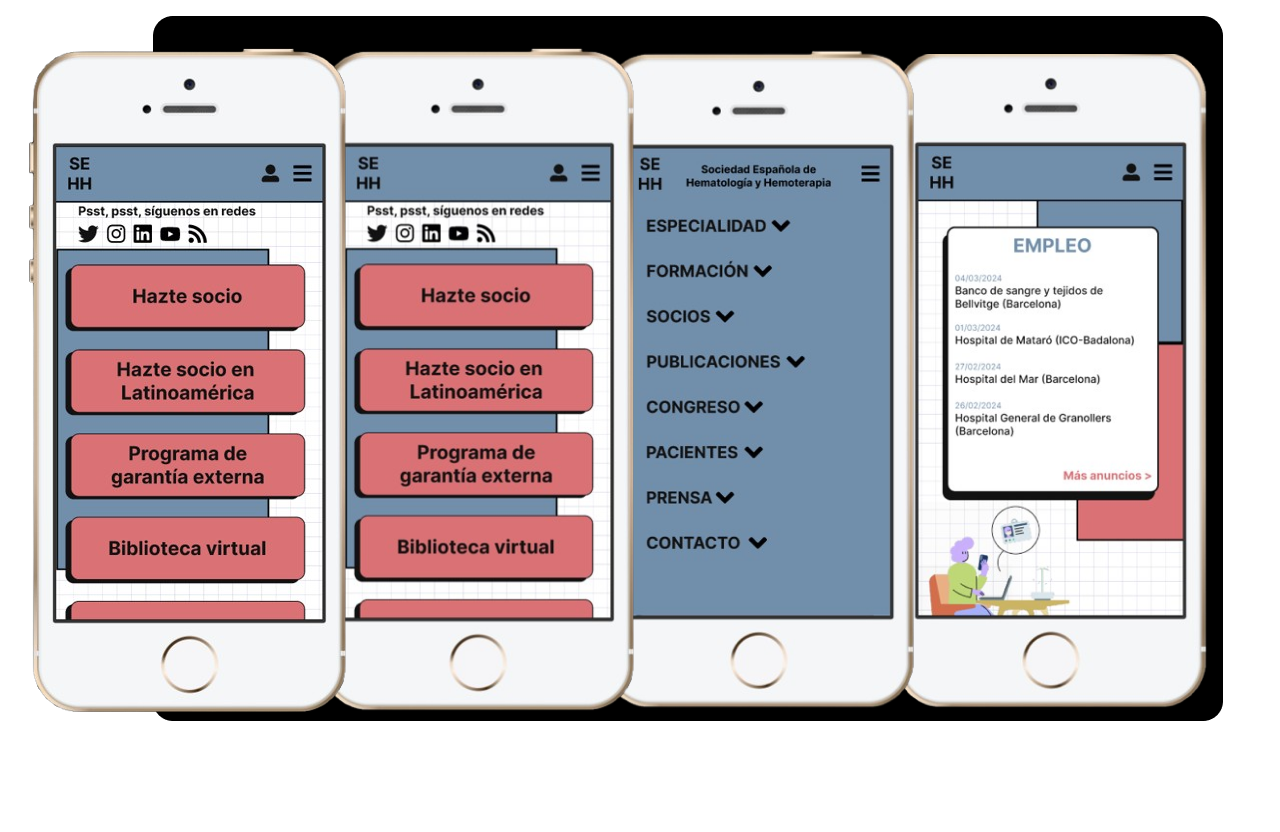 SE
HH
Psst, psst, síguenos en redes
Hazte socio
Hazte socio en
Latinoamérica
Programa de
garantía externa
Biblioteca virtual
SE
HH
Psst, psst, síguenos en redes
Hazte socio
Hazte socio en
Latinoamérica
Programa de
garantía externa
Biblioteca virtual
SE
HH
Sociedad Española de
Hematología y Hemoterapia
ESPECIALIDAD
FORMACIÓN
SOCIOS
PUBLICACIONES
CONGRESO
PACIENTES
PRENSA
CONTACTO
SE
HH
EMPLEO
04/03/2024
Banco de sangre y tejidos de
Bellvitge (Barcelona)
01/03/2024
Hospital de Mataró (ICO-Badalona)
27/02/2024
Hospital del Mar (Barcelona)
26/02/2024
Hospital General de Granollers
(Barcelona)
Más anuncios >